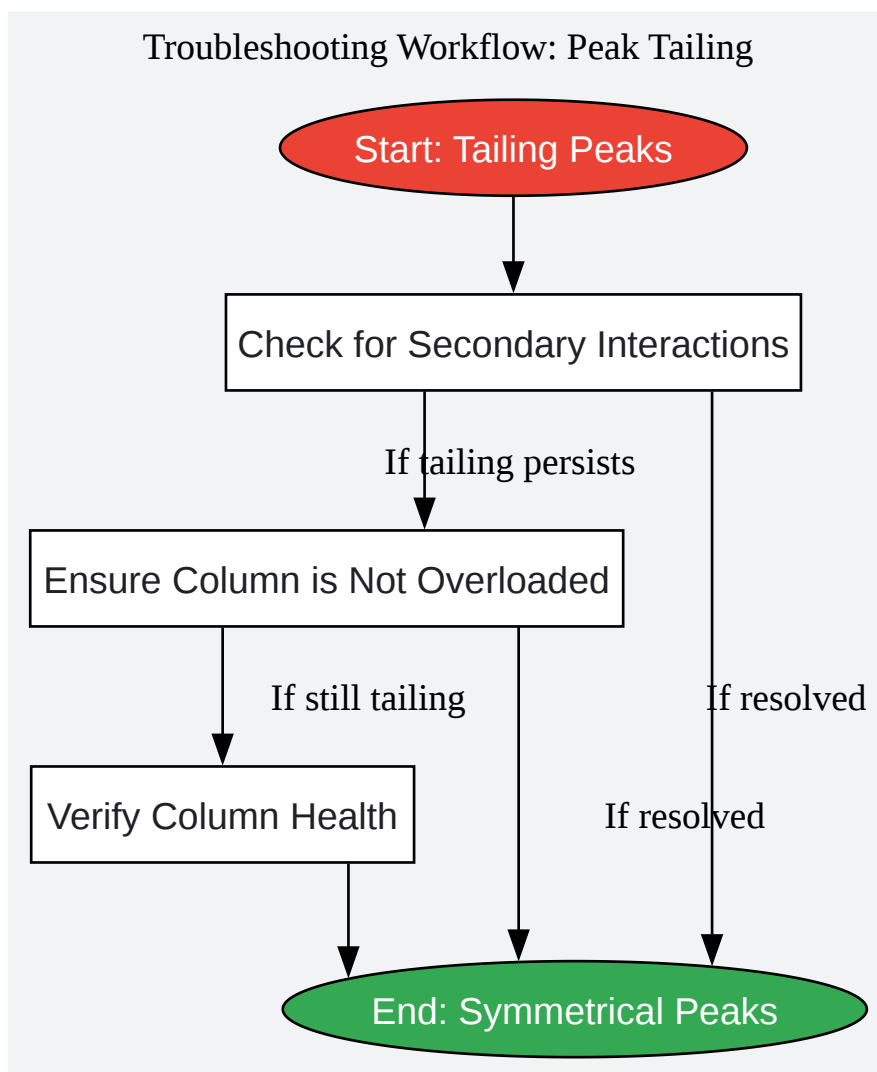 Troubleshooting Workflow: Peak Tailing
Start: Tailing Peaks
Check for Secondary Interactions
If tailing persists
Ensure Column is Not Overloaded
If still tailing
If resolved
Verify Column Health
If resolved
End: Symmetrical Peaks